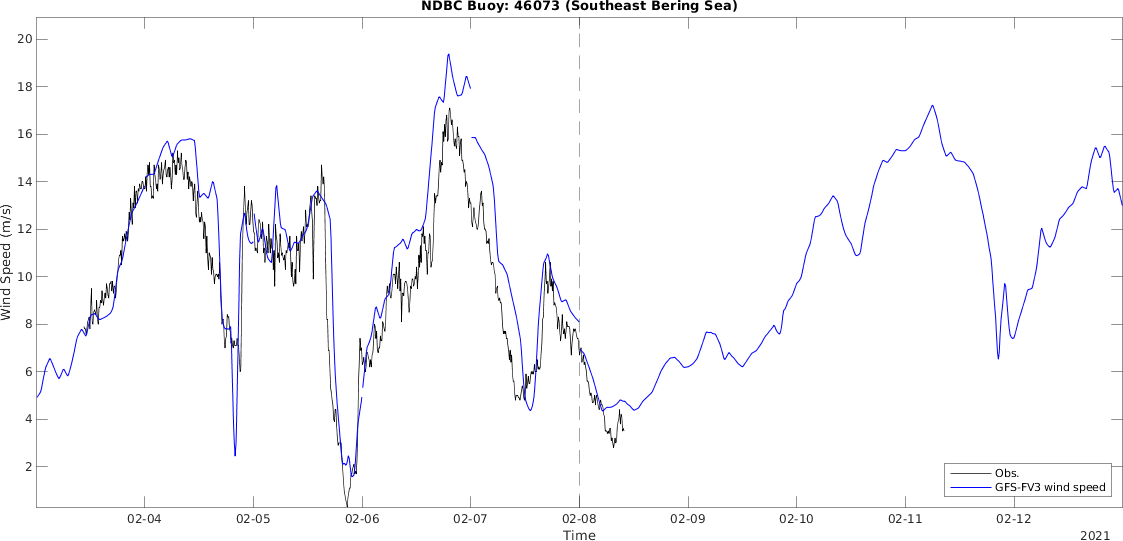 NDBC Buoy: 46073 (Southeast Bering Sea)
20
18
16
14
12
10
8
6
4
2
Wind Speed (m/s)
02-04 02-05 02-06 02-07 02-08 02-09 02-10 02-11 02-12
Time
2021
Obs.
GFS-FV3 wind speed